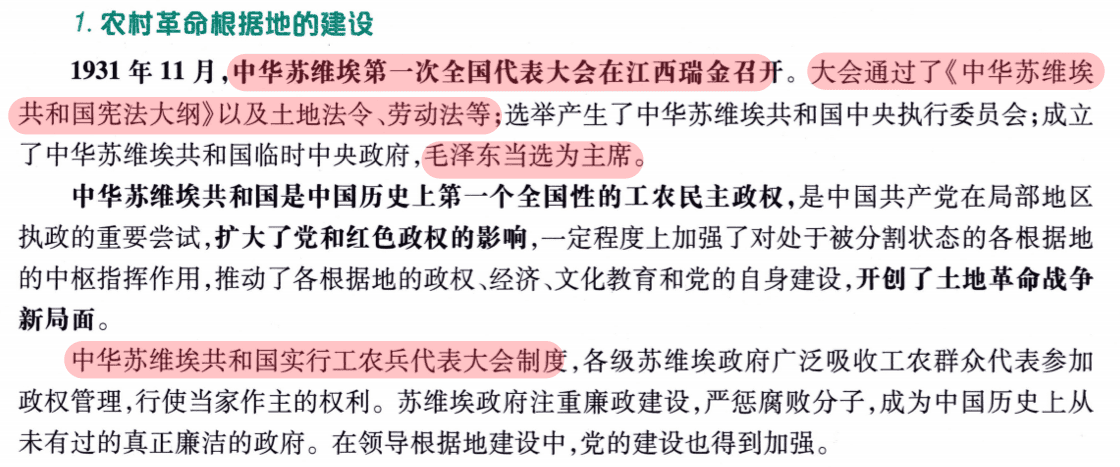 1. 农村革命根据地的建设
1931 年 11 月,中华苏维埃第一次全国代表大会在江西瑞金召开。大会通过了《中华苏维埃
共和国宪法大纲》以及土地法令、劳动法等;选举产生了中华苏维埃共和国中央执行委员会;成立
了中华苏维埃共和国临时中央政府,毛泽东当选为主席。
中华苏维埃共和国是中国历史上第一个全国性的工农民主政权,是中国共产党在局部地区
执政的重要尝试,扩大了党和红色政权的影响,一定程度上加强了对处于被分割状态的各根据地
的中枢指挥作用,推动了各根据地的政权、经济、文化教育和党的自身建设,开创了土地革命战争
新局面。
中华苏维埃共和国实行工农兵代表大会制度,各级苏维埃政府广泛吸收工农群众代表参加
政权管理,行使当家作主的权利。苏维埃政府注重廉政建设,严惩腐败分子,成为中国历史上从
未有过的真正廉洁的政府。在领导根据地建设中,党的建设也得到加强。